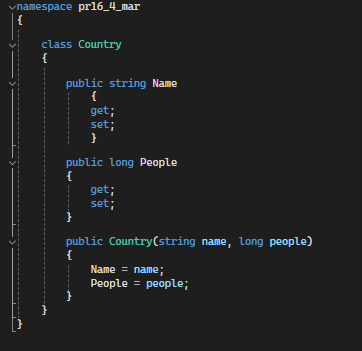 namespace pr16_4_mar
{
class Country
{
public string Name
{
get;
set;
}
public long People
{
get;
set;
}
public Country(string name, long people)
{
Name = name;
People = people;
}
}
}